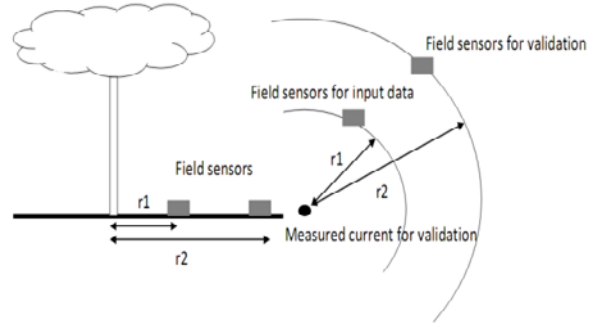 Field sensors for validation
Field sensors for input data
Field sensors
r1
r2
r1
r2
Measured current for validation